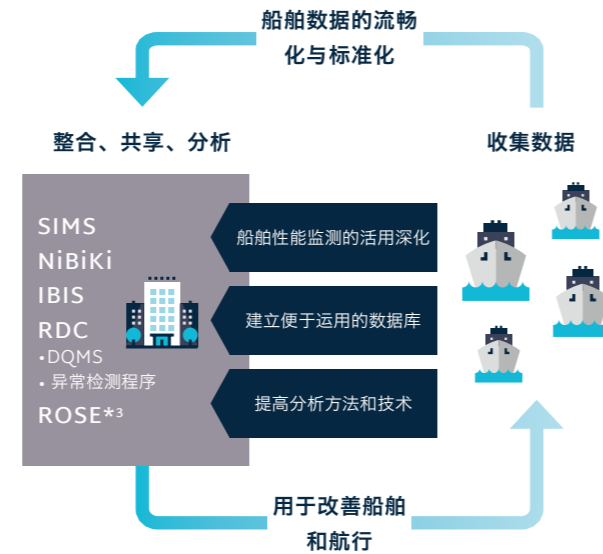 船舶数据的流畅
化与标准化
整合、共享、分析
收集数据
SIMS
NiBiKi
IBIS
RDC
•DQMS
• 异常检测程序
ROSE*³
船舶性能监测的活用深化
建立便于运用的数据库
提高分析方法和技术
用于改善船舶
和航行